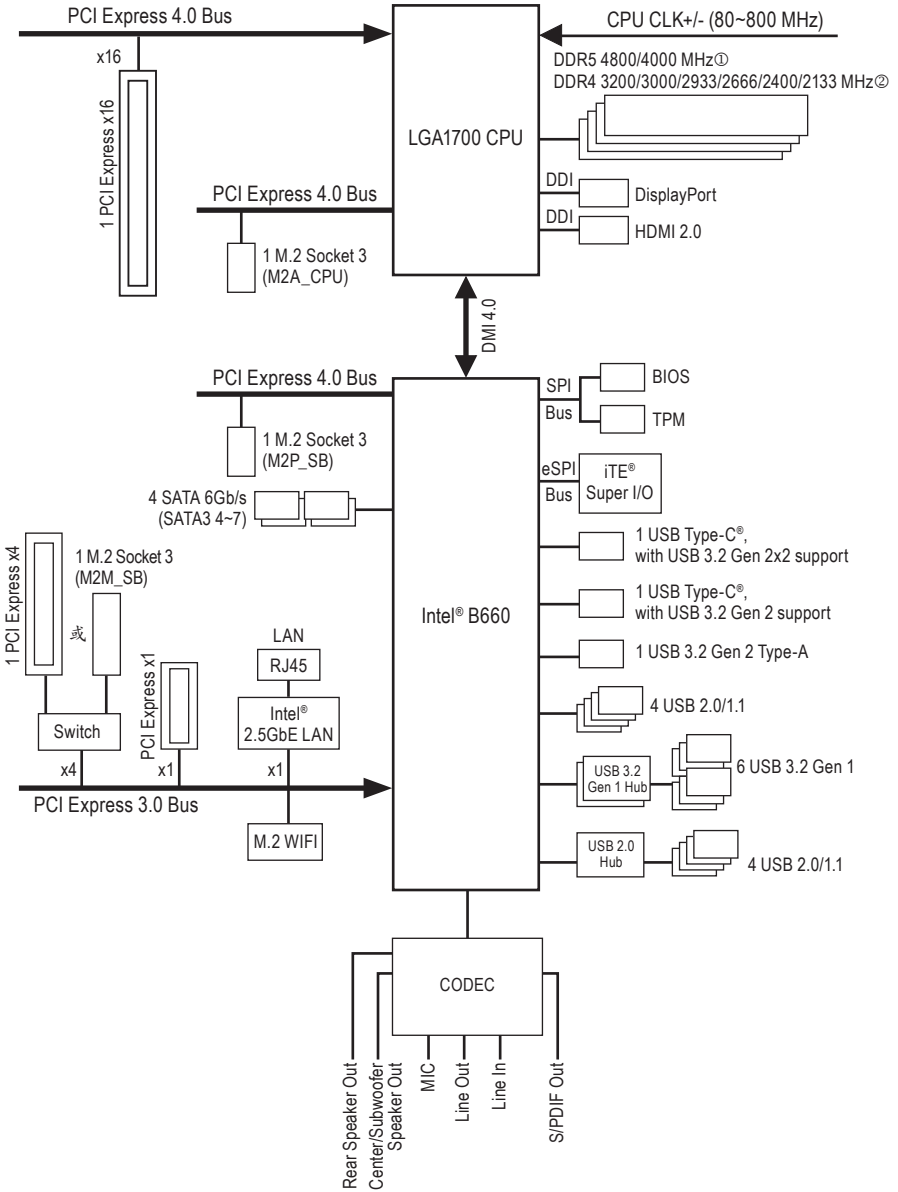 PCI Express 4.0 Bus
CPU CLK+/- (80~800 MHz)
x16
1 PCI Express x16
DDR5 4800/4000 MHz①
DDR4 3200/3000/2933/2666/2400/2133 MHz②
LGA1700 CPU
DDI
DisplayPort
DDI
HDMI 2.0
PCI Express 4.0 Bus
1 M.2 Socket 3
(M2A_CPU)
DMI 4.0
PCI Express 4.0 Bus
1 M.2 Socket 3
(M2P_SB)
SPI
Bus
BIOS
TPM
eSPI
Bus
iTE®
Super I/O
4 SATA 6Gb/s
(SATA3 4~7)
1 USB Type-C®,
with USB 3.2 Gen 2x2 support
1 USB Type-C®,
with USB 3.2 Gen 2 support
Intel® B660
1 USB 3.2 Gen 2 Type-A
4 USB 2.0/1.1
USB 3.2
Gen 1 Hub
6 USB 3.2 Gen 1
USB 2.0
Hub
4 USB 2.0/1.1
1 PCI Express x4
1 M.2 Socket 3
(M2M_SB)
或
Switch
x4
PCI Express x1
x1
LAN
RJ45
Intel®
2.5GbE LAN
x1
PCI Express 3.0 Bus
M.2 WIFI
CODEC
Rear Speaker Out
Center/Subwoofer
Speaker Out
MIC
Line Out
Line In
S/PDIF Out